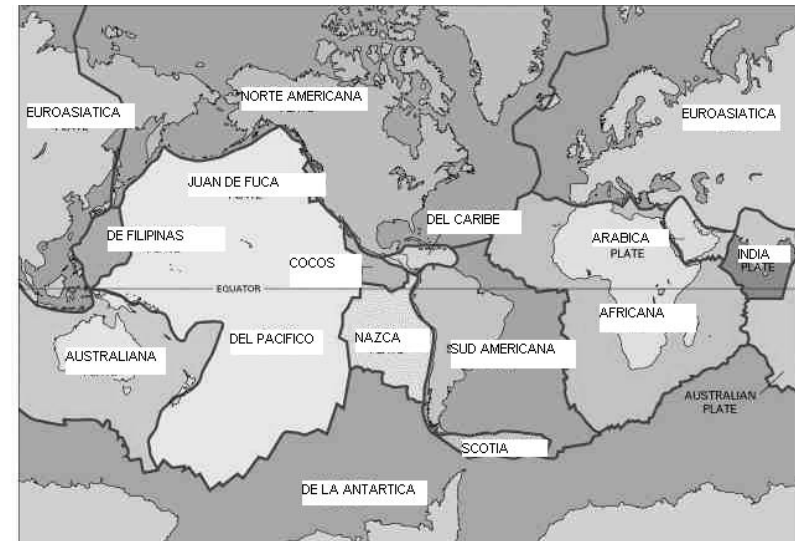 NORTE AMERICANA
EUROASIATICA
EUROASIATICA
JUAN DE FUCA
DEL CARIBE
DE FILIPINAS
ARABICA
PLATE
INDIA
PLATE
COCOS
EQUATOR
AFRICANA
DEL PACIFICO
NAZCA
SUD AMERICANA
AUSTRALIANA
AUSTRALIAN
PLATE
SCOTIA
DE LA ANTARTICA